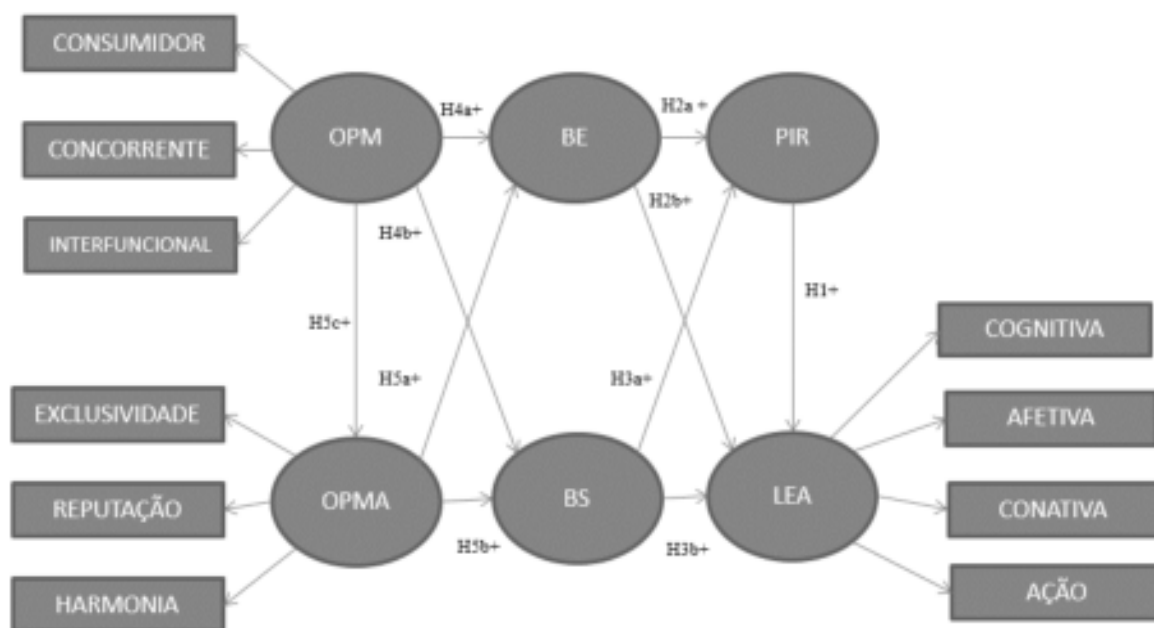 CONSUMIDOR
OPM
H4a+
BE
H2a +
PIR
CONCORRENTE
INTERFUNCIONAL
H4b+
H2b+
H5c+
H1+
COGNITIVA
H5a+
H3a+
EXCLUSIVIDADE
AFETIVA
REPUTAÇÃO
OPMA
BS
LEA
CONATIVA
H5b+
H3b+
HARMONIA
AÇÃO